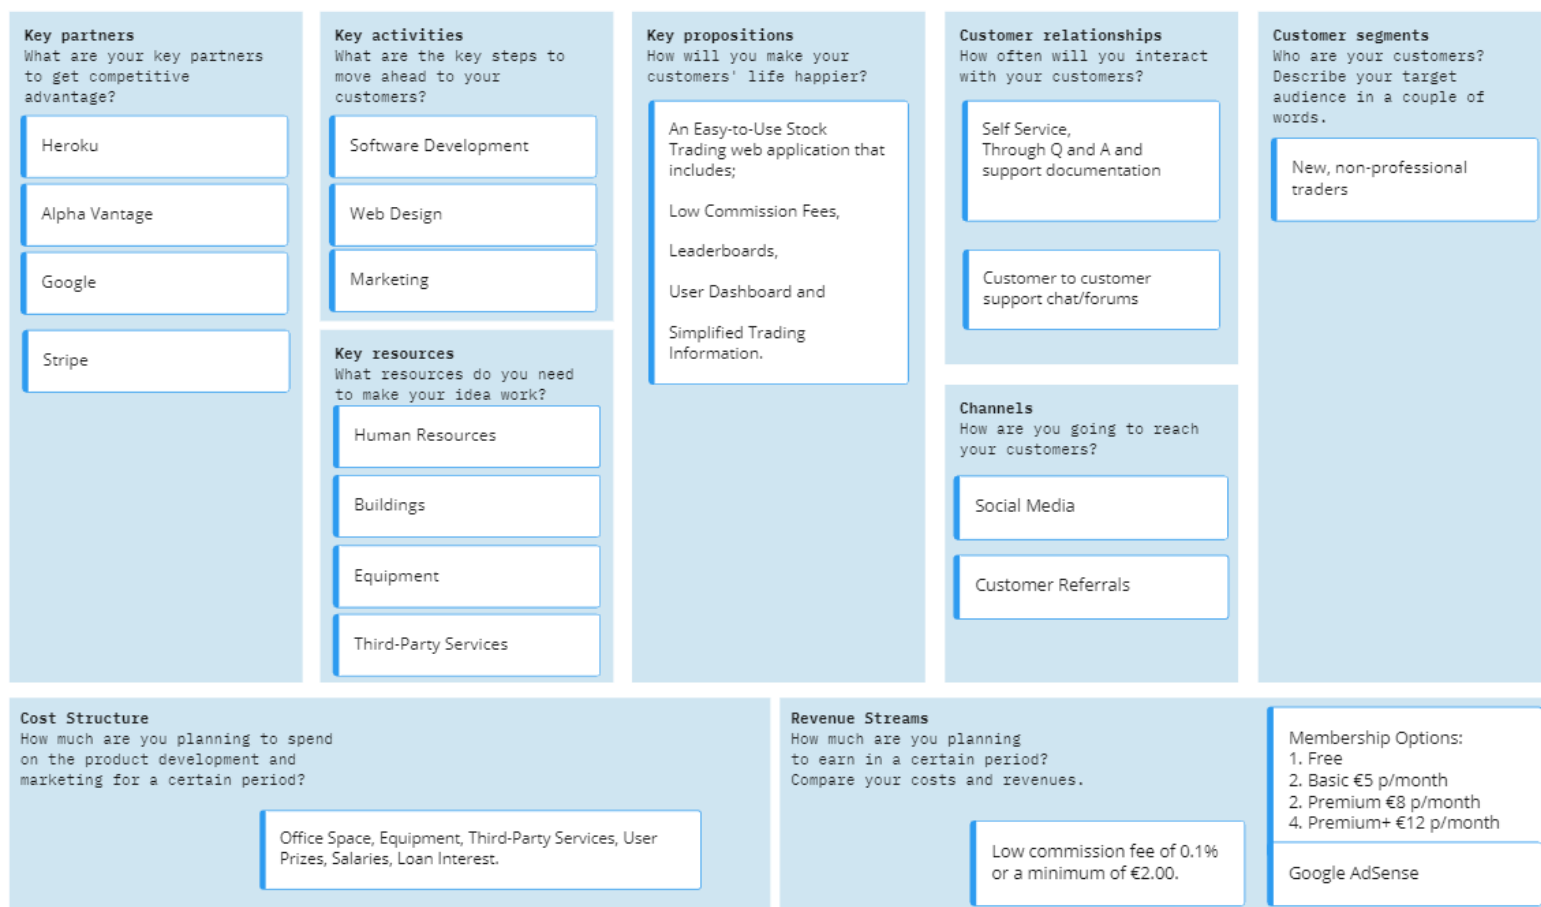 Key partners
What are your key partners
to get competitive
advantage?
Heroku
Alpha Vantage
Google
Stripe
Key activities
What are the key steps to
move ahead to your
customers?
Software Development
Web Design
Marketing
Key resources
What resources do you need
to make your idea work?
Human Resources
Buildings
Equipment
Third-Party Services
Key propositions
How will you make your
customers' life happier?
An Easy-to-Use Stock
Trading web application that
includes;
Low Commission Fees,
Leaderboards,
User Dashboard and
Simplified Trading
Information.
Customer relationships
How often will you interact
with your customers?
Self Service,
Through Q and A and
support documentation
Customer to customer
support chat/forums
Channels
How are you going to reach
your customers?
Social Media
Customer Referrals
Customer segments
Who are your customers?
Describe your target
audience in a couple of
words.
New, non-professional
traders
Cost Structure
How much are you planning to spend
on the product development and
marketing for a certain period?
Office Space, Equipment, Third-Party Services, User
Prizes, Salaries, Loan Interest.
Revenue Streams
How much are you planning
to earn in a certain period?
Compare your costs and revenues.
Low commission fee of 0.1%
or a minimum of €2.00.
Membership Options:
1. Free
2. Basic €5 p/month
2. Premium €8 p/month
4. Premium+ €12 p/month
Google AdSense